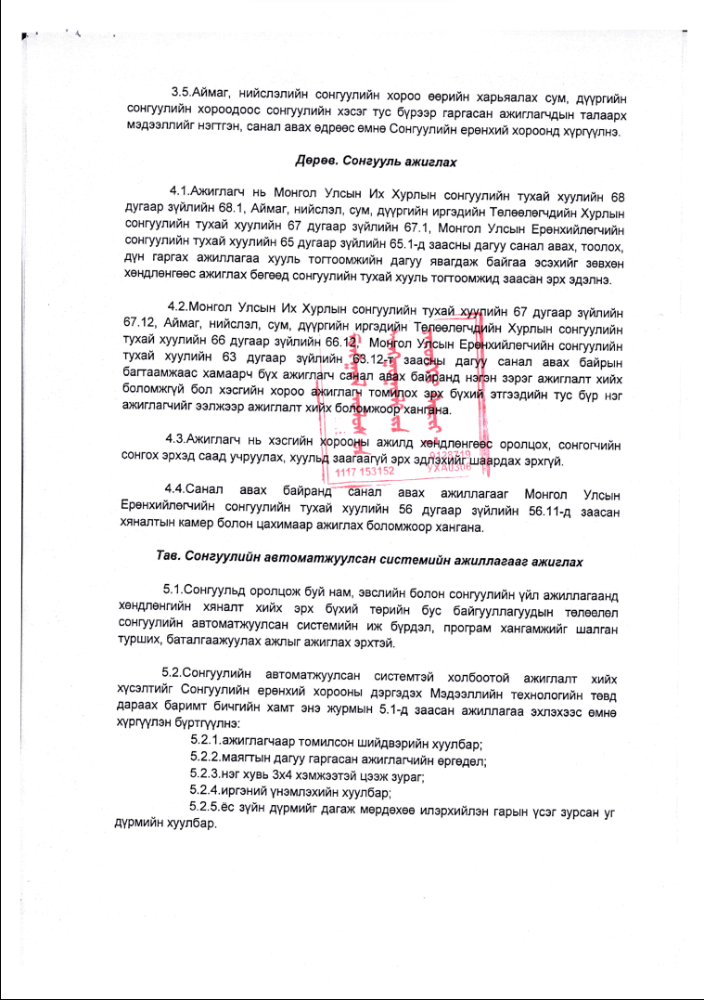 3.5.Аймаг, нийслэлийн сонгуулийн хороо өөрийн харьяалах сум, дүүргийн
сонгуулийн хороодоос сонгуулийн хэсэг тус бүрээр гаргасан ажиглагчдын талаарх
мэдээллийг нэгтгэн, санал авах өдрөөс өмнө Сонгуулийн ерөнхий хороонд хүргүүлнэ.
Дөрөв. Сонгууль ажиглах
4.1.Ажиглагч нь Монгол Улсын Их Хурлын сонгуулийн тухай хуулийн 68
дугаар зүйлийн 68.1, Аймаг, нийслэл, сум, дүүргийн иргэдийн Төлөөлөгчдийн Хурлын
сонгуулийн тухай хуулийн 67 дугаар зүйлийн 67.1, Монгол Улсын Ерөнхийлөгчийн
сонгуулийн тухай хуулийн 65 дугаар зүйлийн 65.1-д заасны дагуу санал авах, тоолох,
дүн гаргах ажиллагаа хууль тогтоомжийн дагуу явагдаж байгаа эсэхийг зөвхөн
хөндлөнгөөс ажиглах бөгөөд сонгуулийн тухай хууль тогтоомжид заасан эрх эдэлнэ.
4.2.Монгол Улсын Их Хурлын сонгуулийн тухай хуулийн 67 дугаар зүйлийн
67.12, Аймаг, нийслэл, сум, дүүргийн иргэдийн Төлөөлөгчдийн Хурлын сонгуулийн
тухай хуулийн 66 дугаар зүйлийн 66.12, Монгол Улсын Ерөнхийлөгчийн сонгуулийн
тухай хуулийн 63 дугаар зүйлийн 63.12-т заасны дагуу санал авах байрын
багтаамжаас хамаарч бүх ажиглагч санал авах байранд нэгэн зэрэг ажиглалт хийх
боломжгүй бол хэсгийн хороо ажиглагч томилох эрх бүхий этгээдийн тус бүр нэг
ажиглагчийг ээлжээр ажиглалт хийх боломжоор хангана.
4.3.Ажиглагч нь хэсгийн хорооны ажилд хөндлөнгөөс оролцох, сонгогчийн
сонгох эрхэд саад учруулах, хуульд заагаагүй эрх эдлэхийг шаардах эрхгүй.
9128719
1117 153152 УХА0306
4.4.Санал авах байранд санал авах ажиллагааг Монгол Улсын
Ерөнхийлөгчийн сонгуулийн тухай хуулийн 56 дугаар зүйлийн 56.11-д заасан
хяналтын камер болон цахимаар ажиглах боломжоор хангана.
Тав. Сонгуулийн автоматжуулсан системийн ажиллагааг ажиглах
5.1.Сонгуульд оролцож буй нам, эвслийн болон сонгуулийн үйл ажиллагаанд
хөндлөнгийн хяналт хийх эрх бүхий төрийн бус байгууллагуудын төлөөлөл
сонгуулийн автоматжуулсан системийн иж бүрдэл, програм хангамжийг шалган
турших, баталгаажуулах ажлыг ажиглах эрхтэй.
5.2.Сонгуулийн автоматжуулсан системтэй холбоотой ажиглалт хийх
хүсэлтийг Сонгуулийн ерөнхий хорооны дэргэдэх Мэдээллийн технологийн төвд
дараах баримт бичгийн хамт энэ журмын 5.1-д заасан ажиллагаа эхлэхээс өмнө
хүргүүлэн бүртгүүлнэ:
5.2.1.ажиглагчаар томилсон шийдвэрийн хуулбар;
5.2.2.маягтын дагуу гаргасан ажиглагчийн өргөдөл;
5.2.3.нэг хувь 3х4 хэмжээтэй цээж зураг;
5.2.4.иргэний үнэмлэхийн хуулбар;
5.2.5.ёс зүйн дүрмийг дагаж мөрдөхөө илэрхийлэн гарын үсэг зурсан уг
дүрмийн хуулбар.